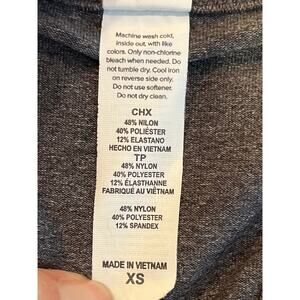 Machine wash cold,
inside out, with like
colors. Only non-chlorine
bleach when needed. Do
not tumble dry. Cool iron
on reverse side only.
Do not use softener.
Do not dry clean.
CHX
48% NILON
40% POLIÉSTER
12% ELASTANO
HECHO EN VIETNAM
TP
48% NYLON
40% POLYESTER
12% ÉLASTHANNE
FABRIQUÉ AU VIÊTNAM
48% NYLON
40% POLYESTER
12% SPANDEX
MADE IN VIETNAM
XS